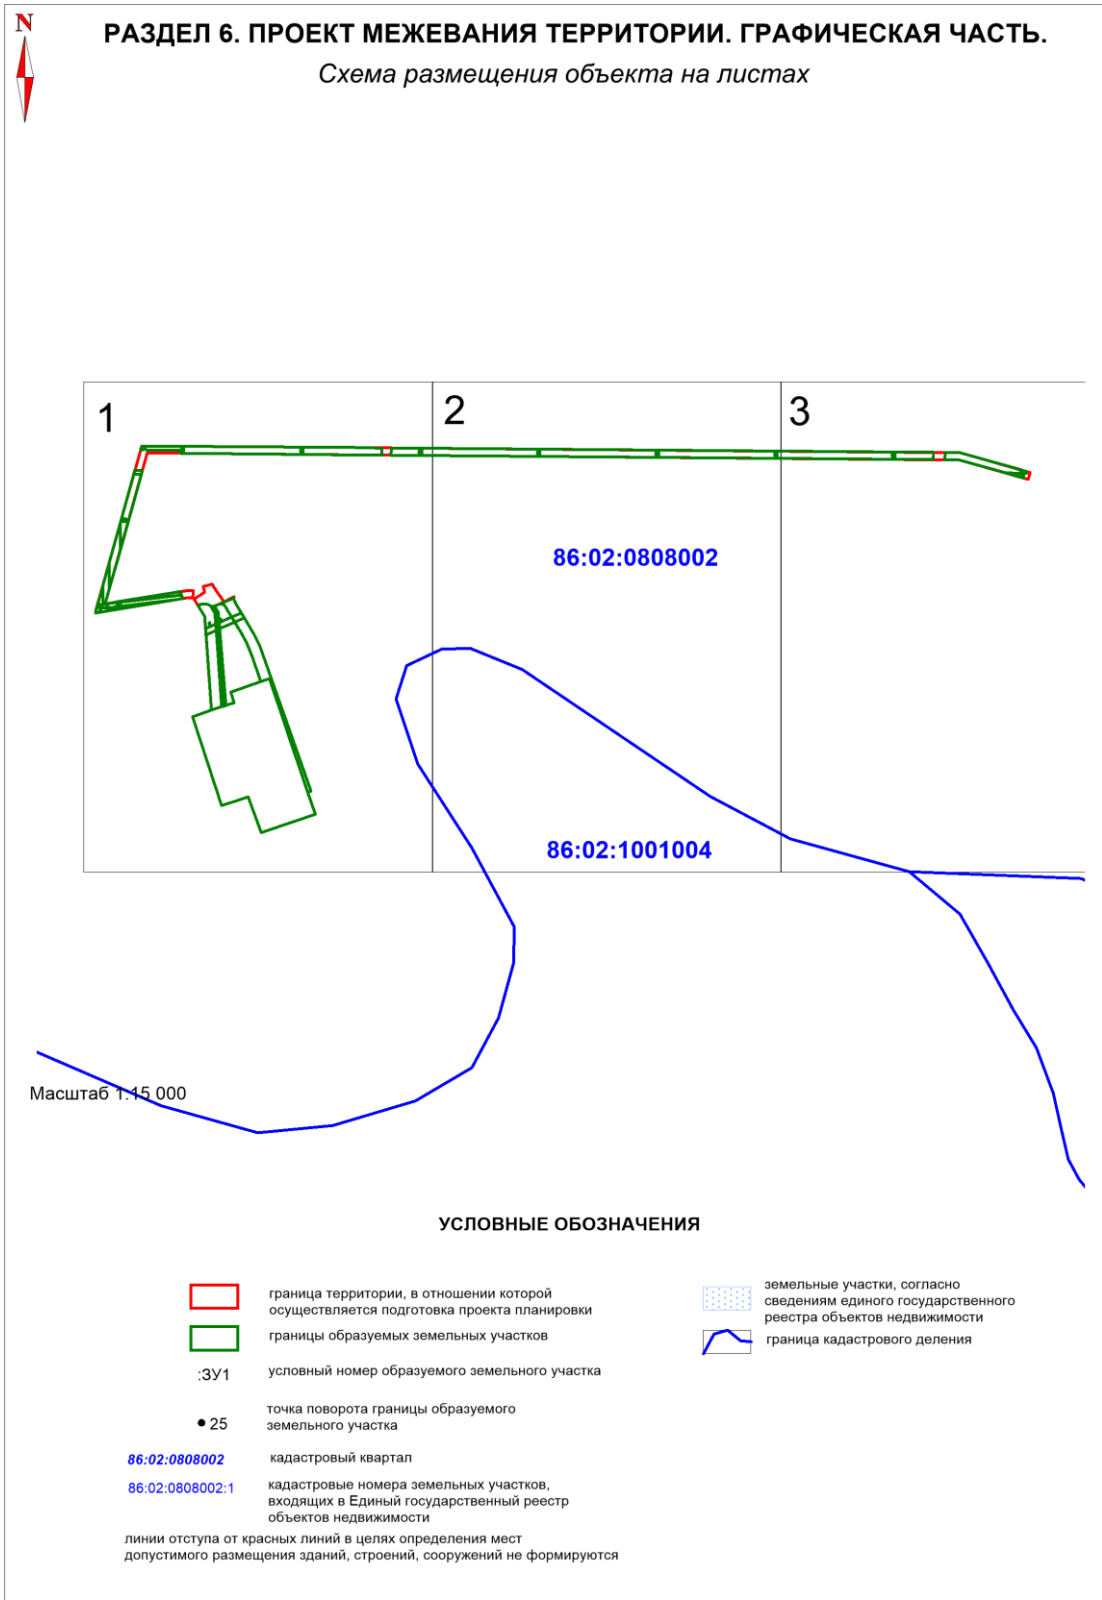 N
РАЗДЕЛ 6. ПРОЕКТ МЕЖЕВАНИЯ ТЕРРИТОРИИ. ГРАФИЧЕСКАЯ ЧАСТЬ.
Схема размещения объекта на листах
1
2
3
86:02:0808002
86:02:1001004
Масштаб 1:15 000
УСЛОВНЫЕ ОБОЗНАЧЕНИЯ
граница территории, в отношении которой
осуществляется подготовка проекта планировки
границы образуемых земельных участков
:ЗУ1
условный номер образуемого земельного участка
25
точка поворота границы образуемого
земельного участка
86:02:0808002
кадастровый квартал
86:02:0808002:1
кадастровые номера земельных участков,
входящих в Единый государственный реестр
объектов недвижимости
линии отступа от красных линий в целях определения мест
допустимого размещения зданий, строений, сооружений не формируются
земельные участки, согласно
сведениям единого государственного
реестра объектов недвижимости
граница кадастрового деления